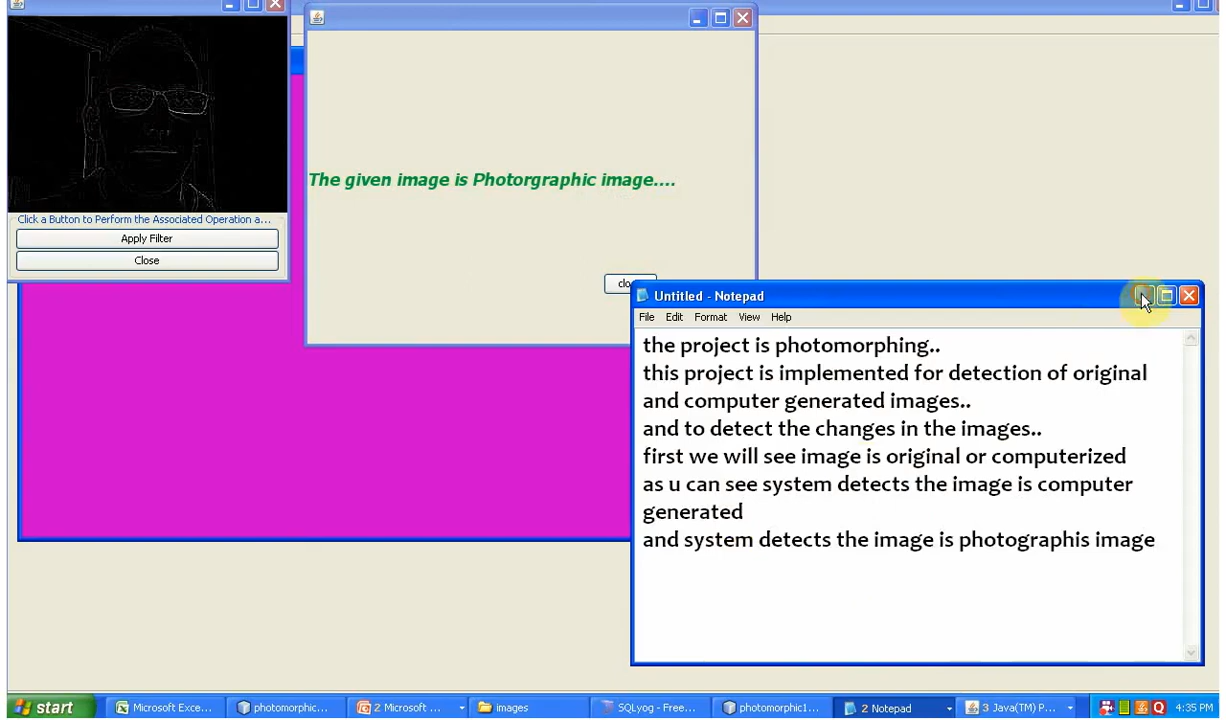 Click a Button to Perform the Associated Operation a...
Apply Filter
Close
The given image is Photorgraphic image....
Untitled - Notepad
File Edit Format View Help
the project is photomorphing..
this project is implemented for detection of original
and computer generated images..
and to detect the changes in the images..
first we will see image is original or computerized
as u can see system detects the image is computer
generated
and system detects the image is photographis image
start Microsoft Exce... photomorphic... 2 Microsoft ... images SQLyog - Free... photomorphic1... 2 Notepad 3 Java(TM) P... 4:35 PM